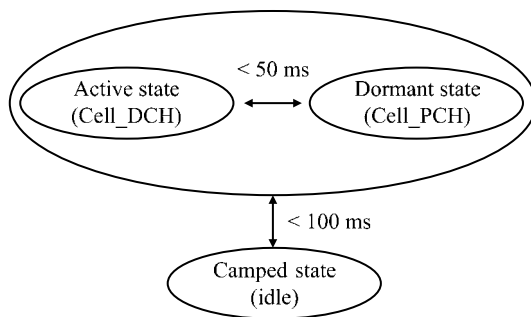 Active state
(Cell_DCH)
< 50 ms
Dormant state
(Cell_PCH)
< 100 ms
Camped state
(idle)